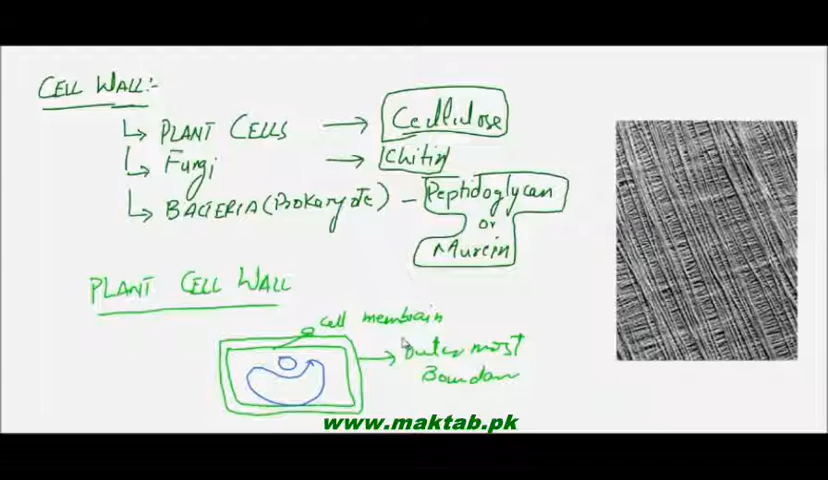 CELL WALL:-
PLANT CELLS → Cellulose
Fungi → Chitin
BACTERIA (Prokaryote) - Peptidoglycan
or
Murein
PLANT CELL WALL
cell membrain
outer most
Boundary
www.maktab.pk